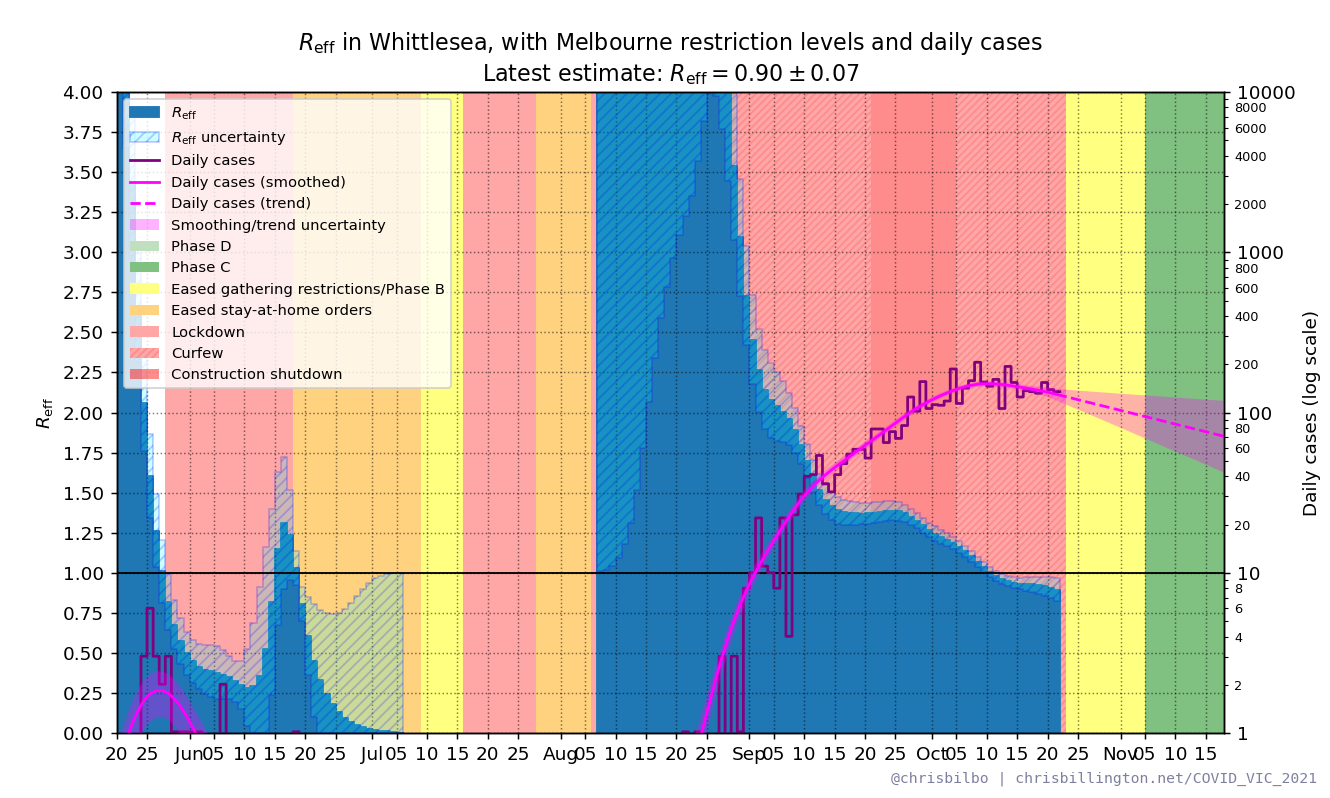 R_eff in Whittlesea, with Melbourne restriction levels and daily cases
Latest estimate: R_eff = 0.90 ± 0.07
4.00
3.75
3.50
3.25
3.00
2.75
2.50
2.25
2.00
1.75
1.50
1.25
1.00
0.75
0.50
0.25
0.00
R_eff
R_eff
R_eff uncertainty
Daily cases
Daily cases (smoothed)
Daily cases (trend)
Smoothing/trend uncertainty
Phase D
Phase C
Eased gathering restrictions/Phase B
Eased stay-at-home orders
Lockdown
Curfew
Construction shutdown
10000
8000
6000
4000
2000
1000
800
600
400
200
100
80
60
40
20
10
8
6
4
2
1
Daily cases (log scale)
20 25 Jun 05 10 15 20 25 Jul 05 10 15 20 25 Aug 05 10 15 20 25 Sep 05 10 15 20 25 Oct 05 10 15 20 25 Nov 05 10 15
@chrisbilbo | chrisbillington.net/COVID_VIC_2021